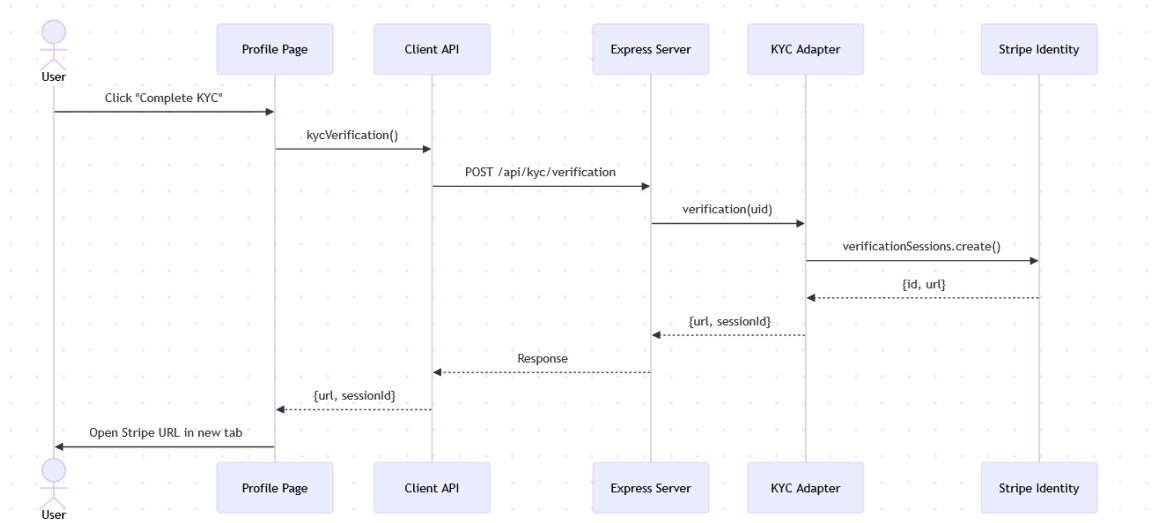 Profile Page
Client API
Express Server
KYC Adapter
Stripe Identity
User
Click "Complete KYC"
kycVerification()
POST /api/kyc/verification
verification(uid)
verificationSessions.create()
{id, url}
{url, sessionId}
Response
{url, sessionId}
Open Stripe URL in new tab
Profile Page
Client API
Express Server
KYC Adapter
Stripe Identity
User